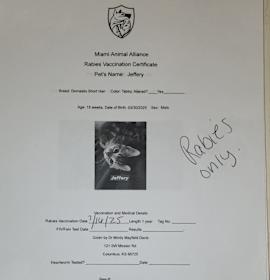 Miami Animal Alliance
Rabies Vaccination Certificate
Pet's Name: Jeffery
Breed: Domestic Short Hair Color: Tabby, Altered? ___Yes___
Age: 15 weeks, Date of Birth: 03/30/2025 Sex: Male
Rabies
only.
Jeffery
Vaccination and Medical Details
Rabies Vaccination Date 7/16/25 Length 1 year Tag No
FIV/FeLV Test Date Results
Given by Dr Mindy Mayfield Davis
121 SW Mission Rd
Columbus, KS 66725
Heartworm Tested? Date